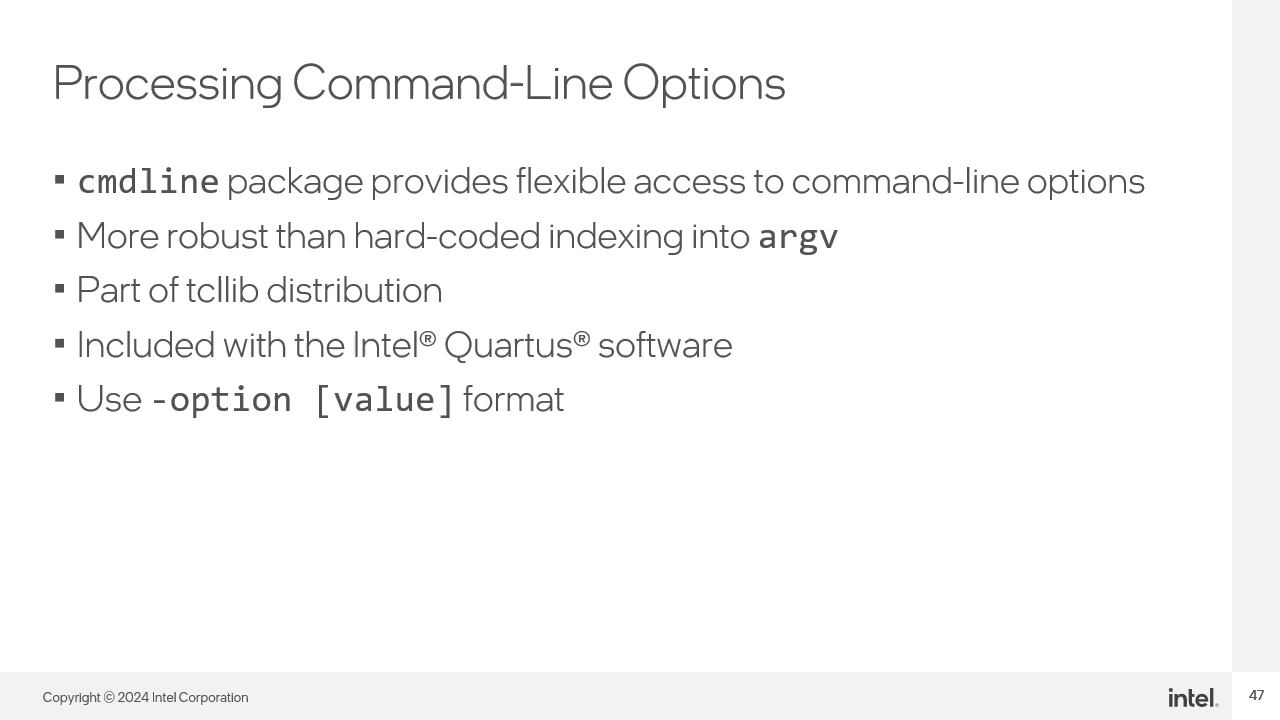 Processing Command-Line Options
▪ cmdline package provides flexible access to command-line options
▪ More robust than hard-coded indexing into argv
▪ Part of tcllib distribution
▪ Included with the Intel® Quartus® software
▪ Use -option [value] format
Copyright © 2024 Intel Corporation
intel.
47